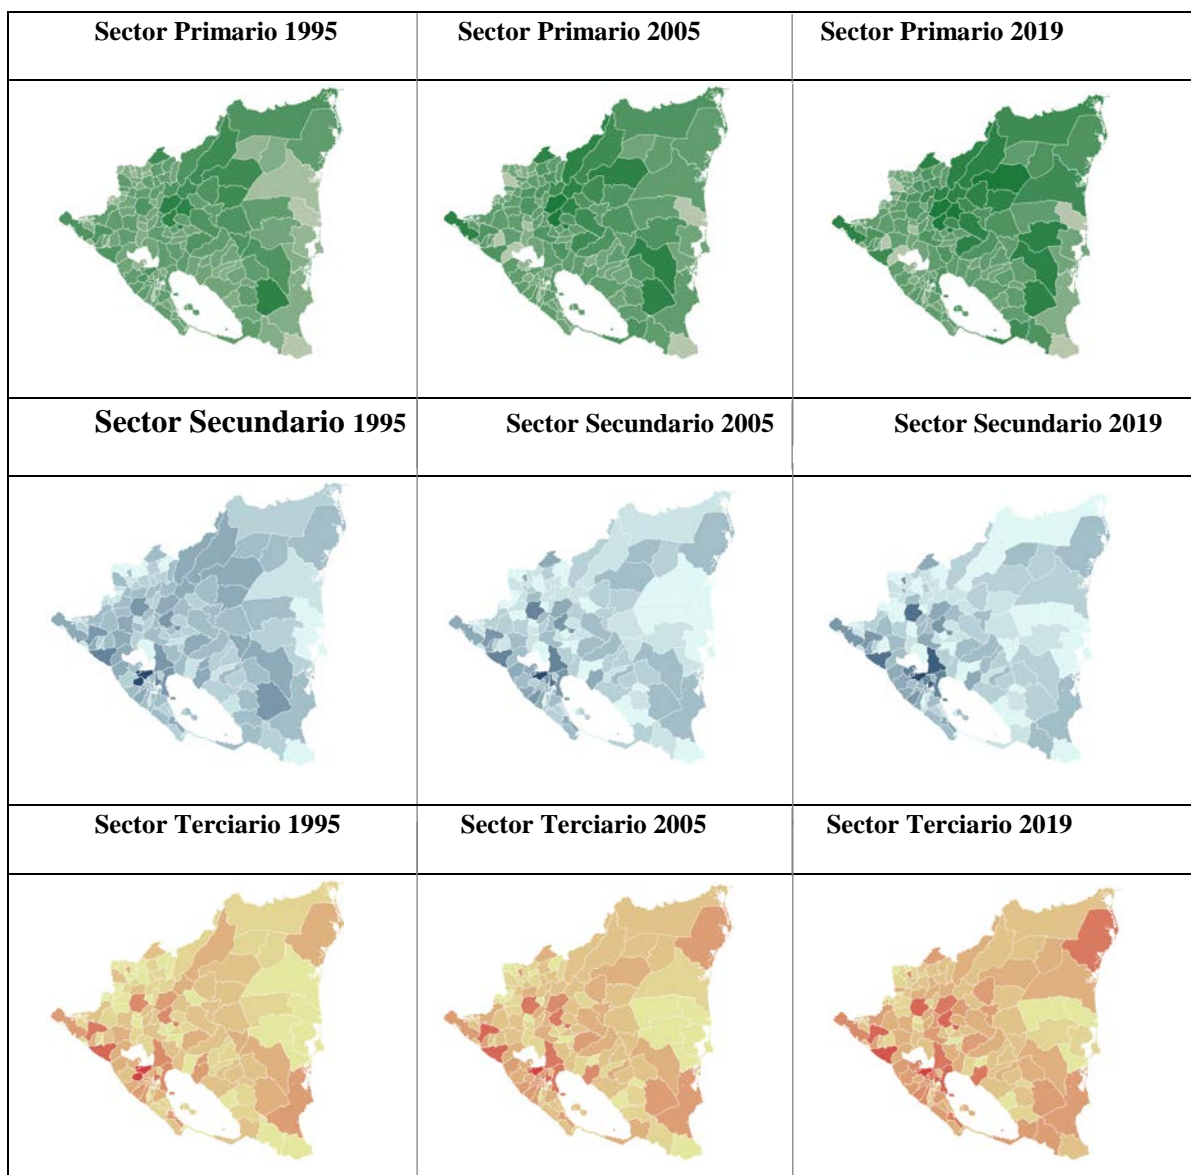 Sector Primario 1995
Sector Primario 2005
Sector Primario 2019
Sector Secundario 1995
Sector Secundario 2005
Sector Secundario 2019
Sector Terciario 1995
Sector Terciario 2005
Sector Terciario 2019